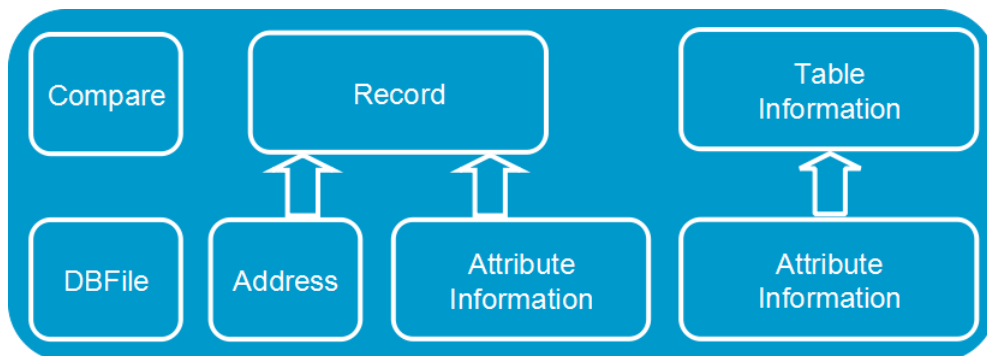 Compare
Record
Table
Information
DBFile
Address
Attribute
Information
Attribute
Information